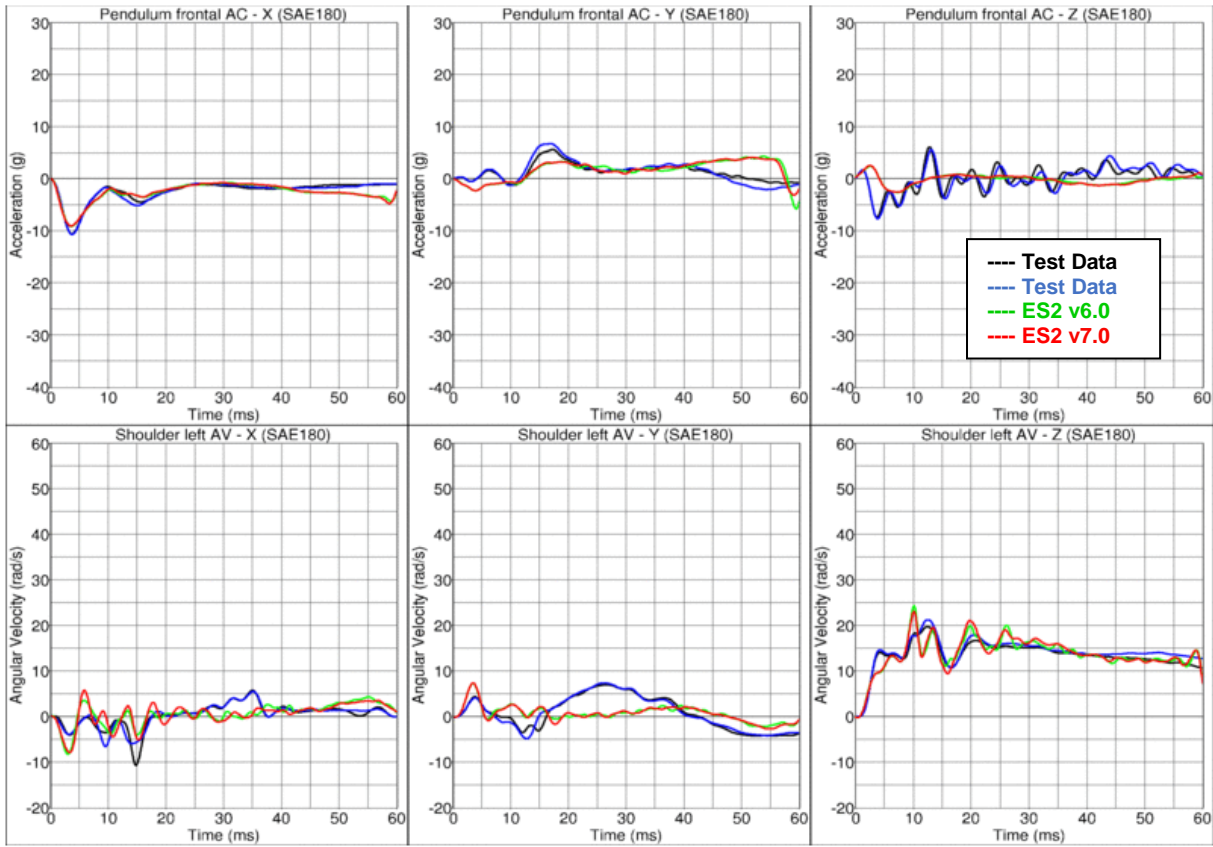 Pendulum frontal AC - X (SAE180)
30
20
10
0
-10
-20
-30
-40
Acceleration (g)
0 10 20 30 40 50 60
Time (ms)
Pendulum frontal AC - Y (SAE180)
30
20
10
0
-10
-20
-30
-40
Acceleration (g)
0 10 20 30 40 50 60
Time (ms)
Pendulum frontal AC - Z (SAE180)
30
20
10
0
-10
-20
-30
-40
Acceleration (g)
---- Test Data
---- Test Data
---- ES2 v6.0
---- ES2 v7.0
0 10 20 30 40 50 60
Time (ms)
Shoulder left AV - X (SAE180)
60
50
40
30
20
10
0
-10
-20
Angular Velocity (rad/s)
0 10 20 30 40 50 60
Time (ms)
Shoulder left AV - Y (SAE180)
60
50
40
30
20
10
0
-10
-20
Angular Velocity (rad/s)
0 10 20 30 40 50 60
Time (ms)
Shoulder left AV - Z (SAE180)
60
50
40
30
20
10
0
-10
-20
Angular Velocity (rad/s)
0 10 20 30 40 50 60
Time (ms)